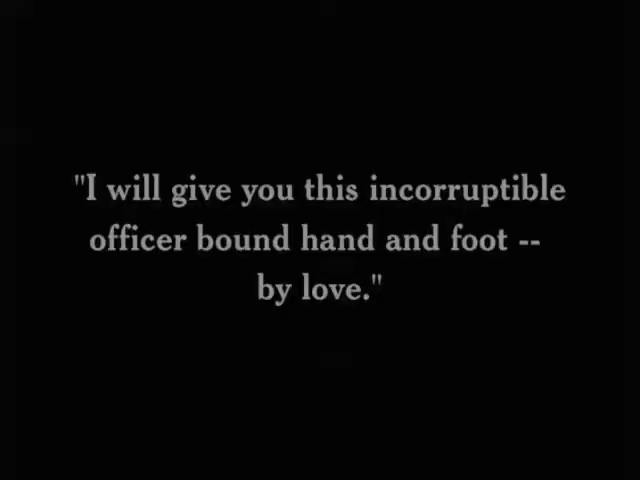 "I will give you this incorruptible
officer bound hand and foot --
by love."